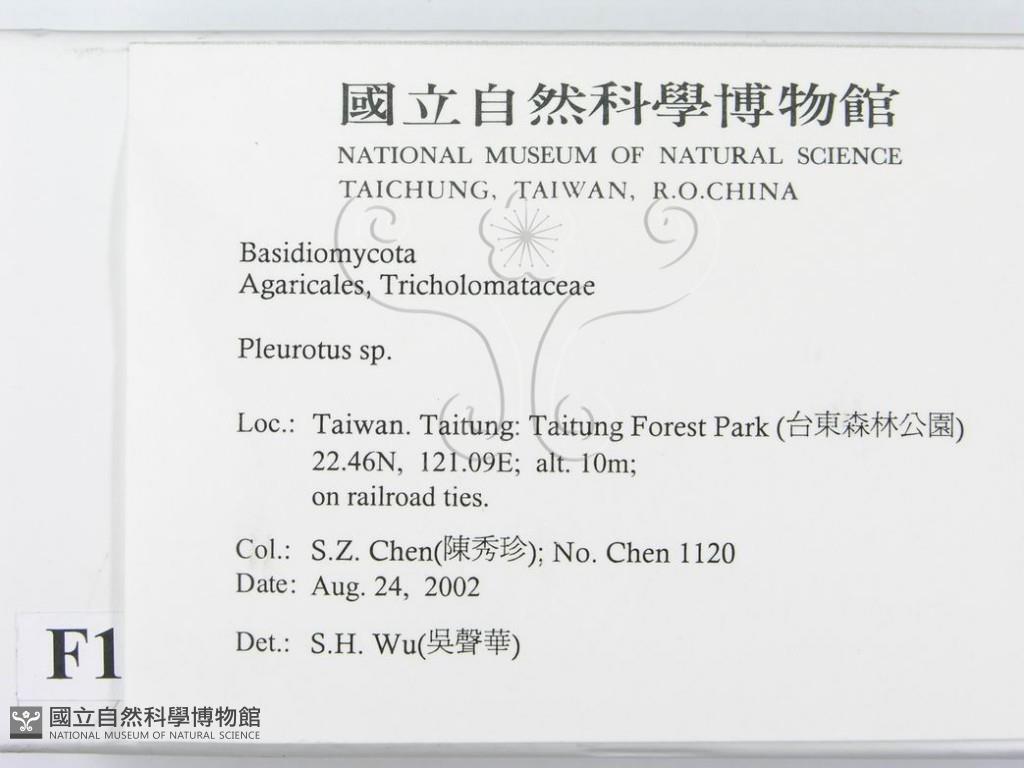 國立自然科學博物館
NATIONAL MUSEUM OF NATURAL SCIENCE
TAICHUNG, TAIWAN, R.O.CHINA
Basidiomycota
Agaricales, Tricholomataceae
Pleurotus sp.
Loc.: Taiwan. Taitung: Taitung Forest Park (台東森林公園)
22.46N, 121.09E; alt. 10m;
on railroad ties.
Col.: S.Z. Chen(陳秀珍); No. Chen 1120
Date: Aug. 24, 2002
Det.: S.H. Wu(吳聲華)
F1
國立自然科學博物館
NATIONAL MUSEUM OF NATURAL SCIENCE